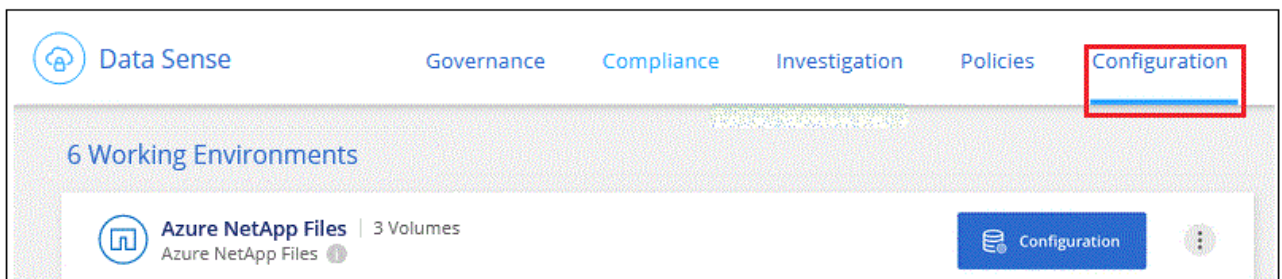 Data Sense Governance Compliance Investigation Policies Configuration
6 Working Environments
Azure NetApp Files 3 Volumes
Azure NetApp Files
Configuration